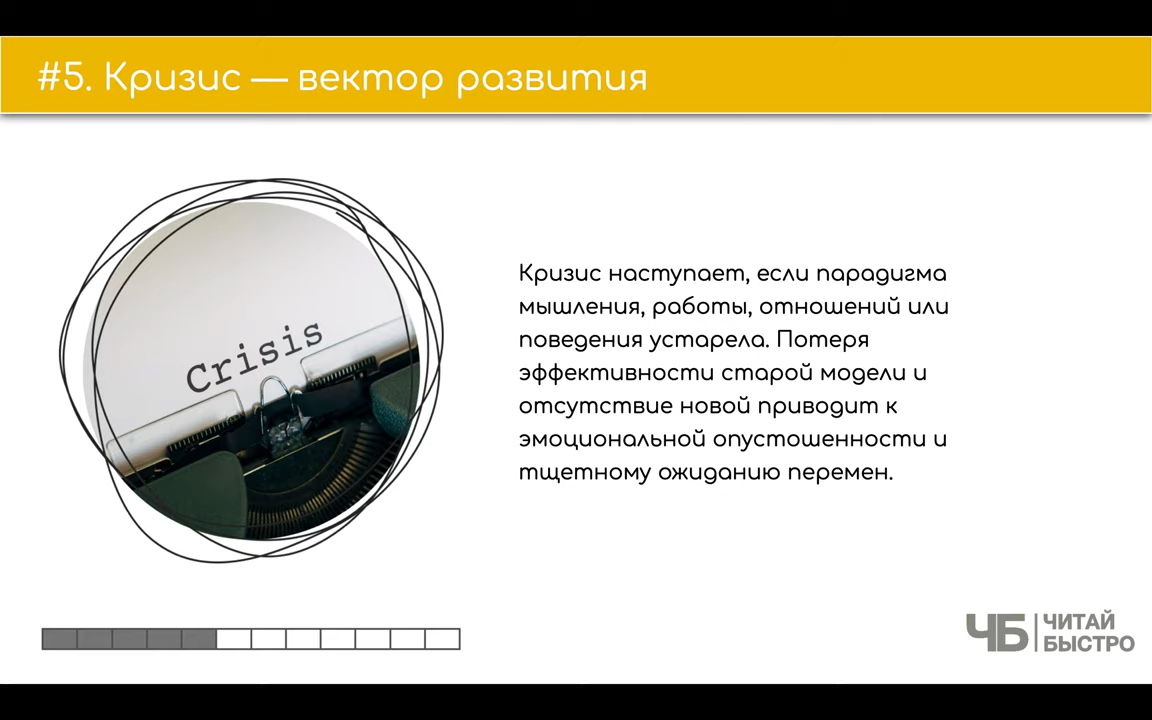 #5. Кризис — вектор развития
Crisis
Кризис наступает, если парадигма
мышления, работы, отношений или
поведения устарела. Потеря
эффективности старой модели и
отсутствие новой приводит к
эмоциональной опустошенности и
тщетному ожиданию перемен.
ЧБ
ЧИТАЙ
БЫСТРО